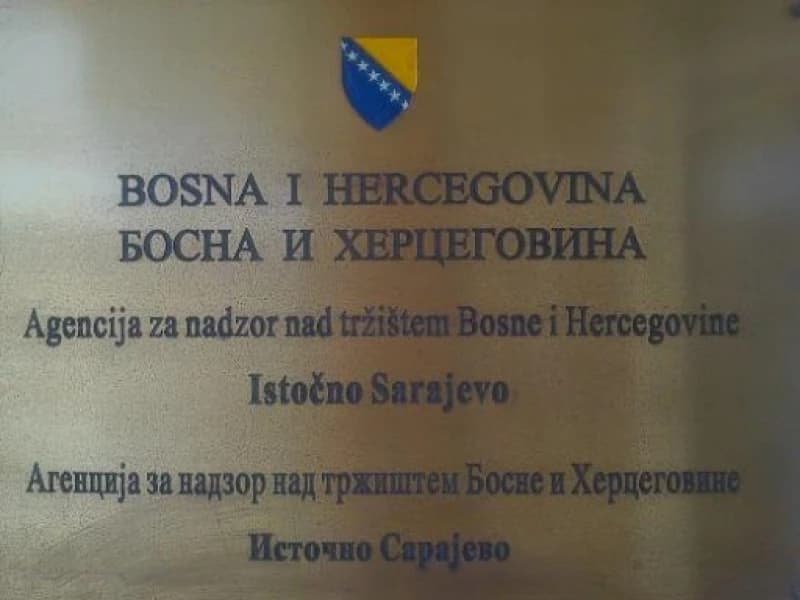 BOSNA I HERCEGOVINA
БОСНА И ХЕРЦЕГОВИНА
Agencija za nadzor nad tržištem Bosne i Hercegovine
Istočno Sarajevo
Агенција за надзор над тржиштем Босне и Херцеговине
Источно Сарајево